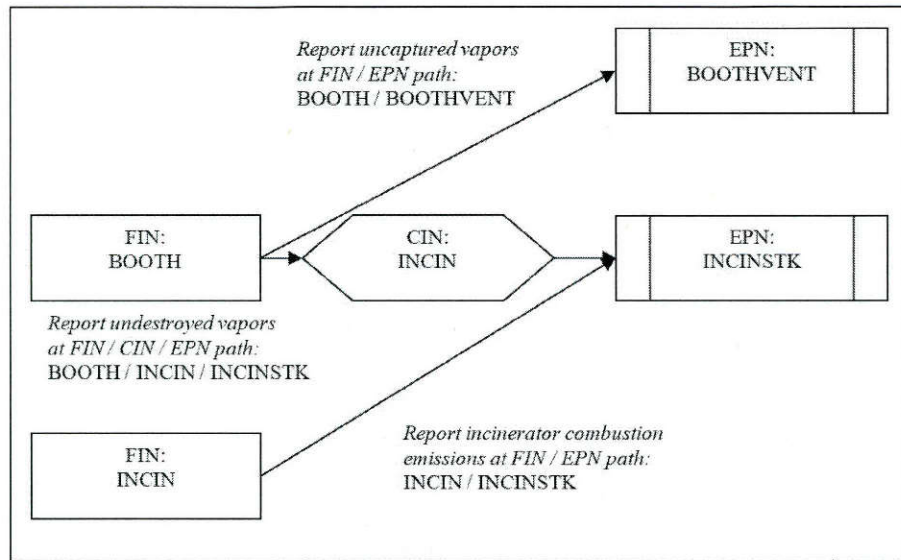 Report uncaptured vapors
at FIN / EPN path:
BOOTH / BOOTHVENT
EPN:
BOOTHVENT
FIN:
BOOTH
CIN:
INCIN
EPN:
INCINSTK
Report undestroyed vapors
at FIN / CIN / EPN path:
BOOTH / INCIN / INCINSTK
FIN:
INCIN
Report incinerator combustion
emissions at FIN / EPN path:
INCIN / INCINSTK